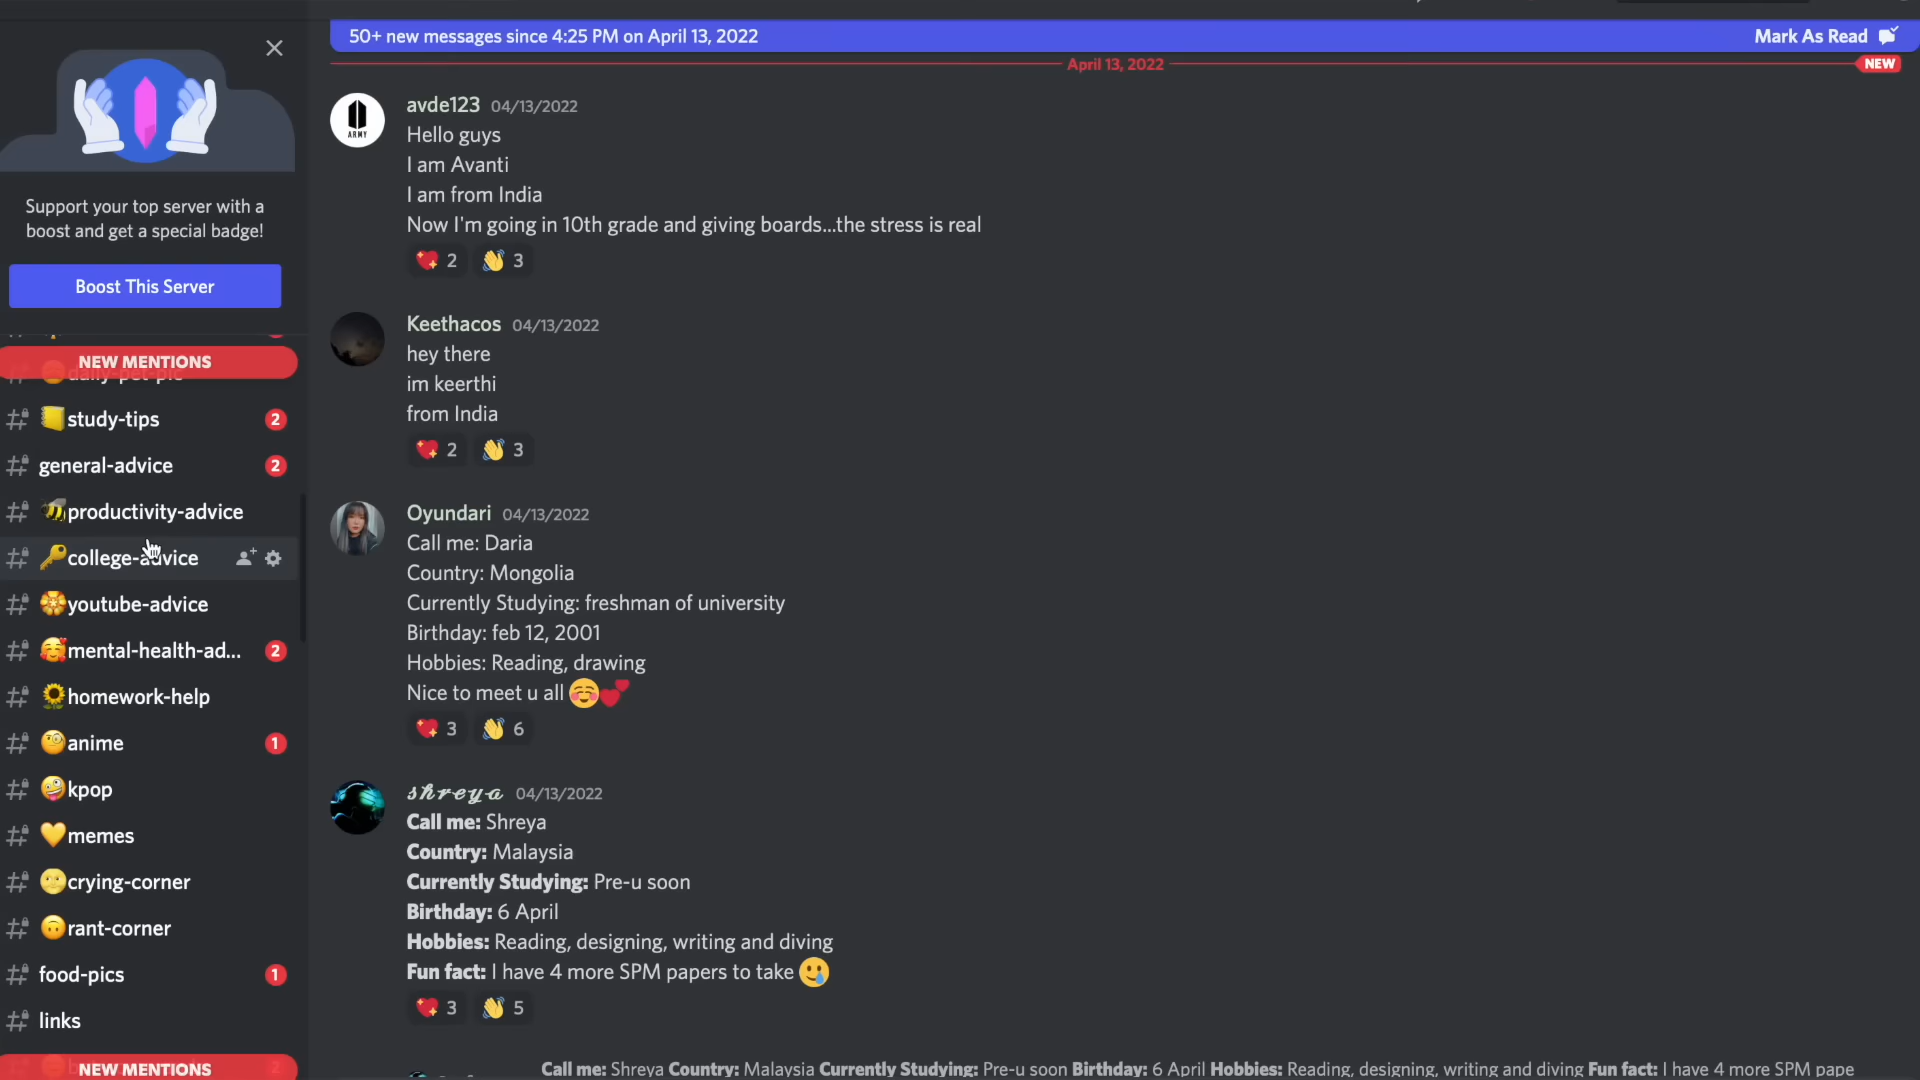 Support your top server with a
boost and get a special badge!
Boost This Server
NEW MENTIONS
daily-pet-pic
study-tips 2
general-advice 2
productivity-advice
college-advice
youtube-advice
mental-health-ad... 2
homework-help
anime 1
kpop
memes
crying-corner
rant-corner
food-pics 1
links
NEW MENTIONS
50+ new messages since 4:25 PM on April 13, 2022 Mark As Read
April 13, 2022 NEW
ARMY
avde123 04/13/2022
Hello guys
I am Avanti
I am from India
Now I'm going in 10th grade and giving boards...the stress is real
2 3
Keethacos 04/13/2022
hey there
im keerthi
from India
2 3
Oyundari 04/13/2022
Call me: Daria
Country: Mongolia
Currently Studying: freshman of university
Birthday: feb 12, 2001
Hobbies: Reading, drawing
Nice to meet u all
3 6
𝓼𝓱𝓻𝓮𝔂𝓪 04/13/2022
Call me: Shreya
Country: Malaysia
Currently Studying: Pre-u soon
Birthday: 6 April
Hobbies: Reading, designing, writing and diving
Fun fact: I have 4 more SPM papers to take
3 5
Call me: Shreya Country: Malaysia Currently Studying: Pre-u soon Birthday: 6 April Hobbies: Reading, designing, writing and diving Fun fact: I have 4 more SPM pape